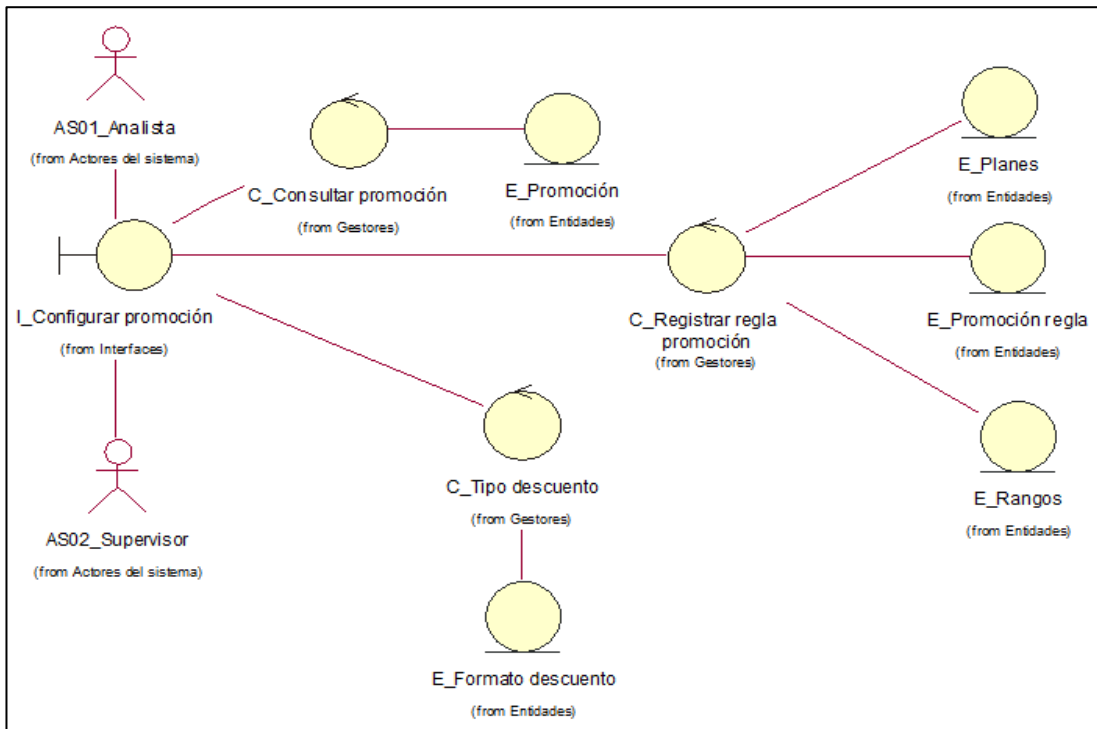 AS01_Analista
(from Actores del sistema)
C_Consultar promoción
(from Gestores)
E_Promoción
(from Entidades)
E_Planes
(from Entidades)
I_Configurar promoción
(from Interfaces)
C_Registrar regla
promoción
(from Gestores)
E_Promoción regla
(from Entidades)
C_Tipo descuento
(from Gestores)
E_Rangos
(from Entidades)
AS02_Supervisor
(from Actores del sistema)
E_Formato descuento
(from Entidades)